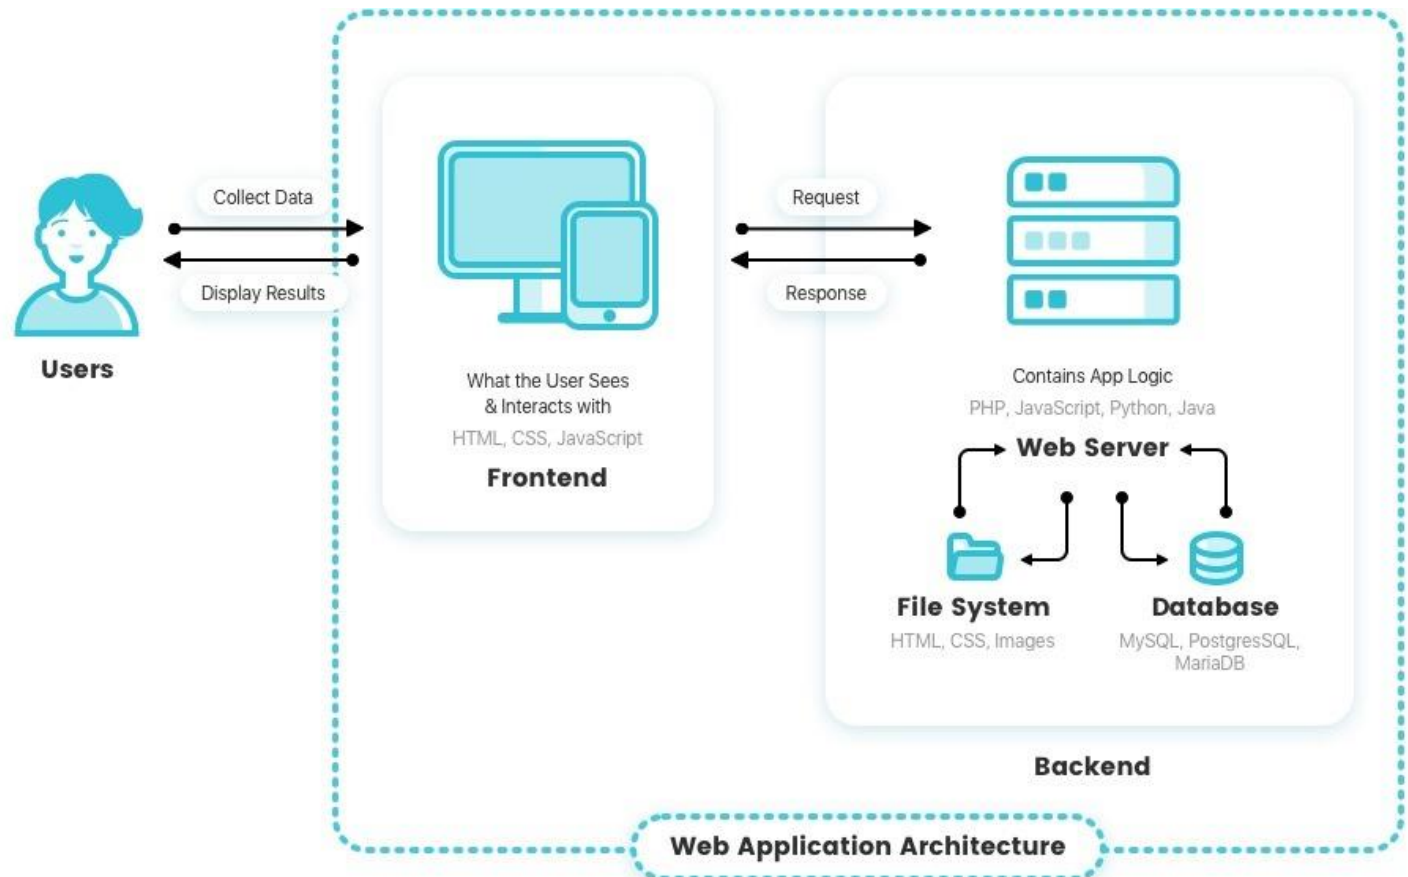 Collect Data
Display Results
Users
What the User Sees
& Interacts with
HTML, CSS, JavaScript
Frontend
Request
Response
Contains App Logic
PHP, JavaScript, Python, Java
Web Server
File System
HTML, CSS, Images
Database
MySQL, PostgresSQL,
MariaDB
Backend
Web Application Architecture